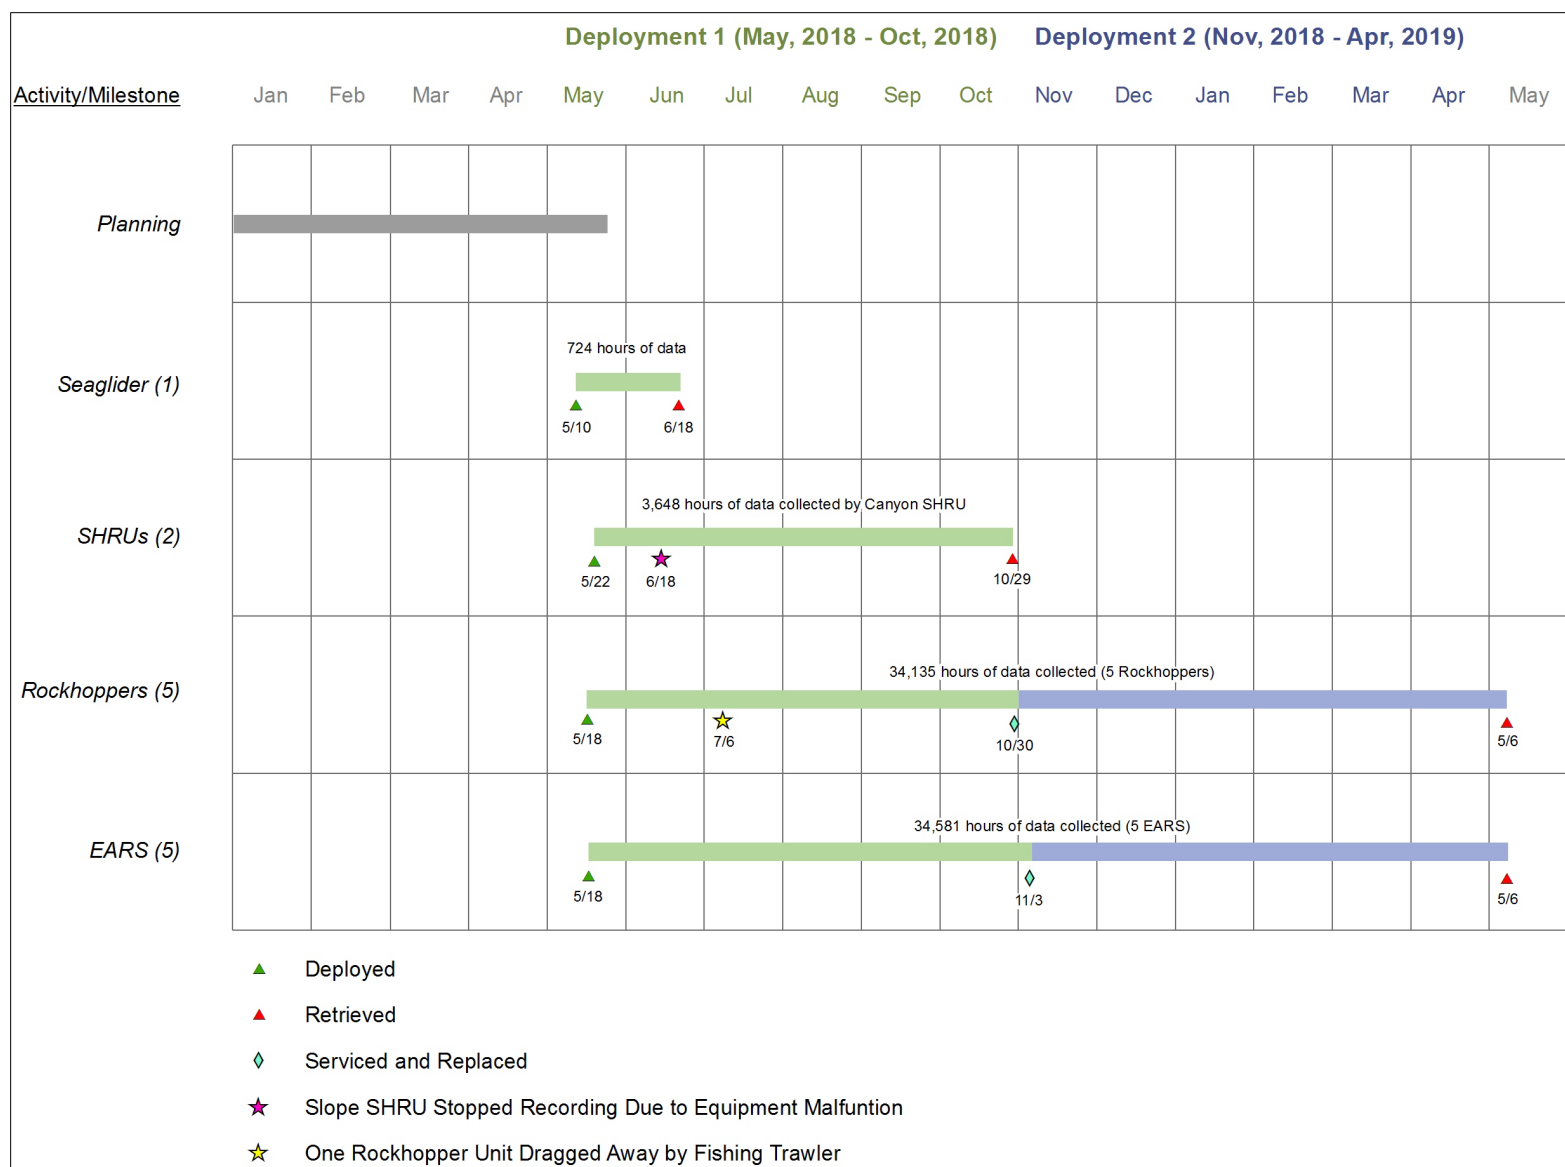 Deployment 1 (May, 2018 - Oct, 2018) Deployment 2 (Nov, 2018 - Apr, 2019)
Activity/Milestone Jan Feb Mar Apr May Jun Jul Aug Sep Oct Nov Dec Jan Feb Mar Apr May
Planning
724 hours of data
Seaglider (1)
5/10 6/18
3,648 hours of data collected by Canyon SHRU
SHRUs (2)
5/22 6/18 10/29
34,135 hours of data collected (5 Rockhoppers)
Rockhoppers (5)
5/18 7/6 10/30 5/6
34,581 hours of data collected (5 EARS)
EARS (5)
5/18 11/3 5/6
Deployed
Retrieved
Serviced and Replaced
Slope SHRU Stopped Recording Due to Equipment Malfuntion
One Rockhopper Unit Dragged Away by Fishing Trawler